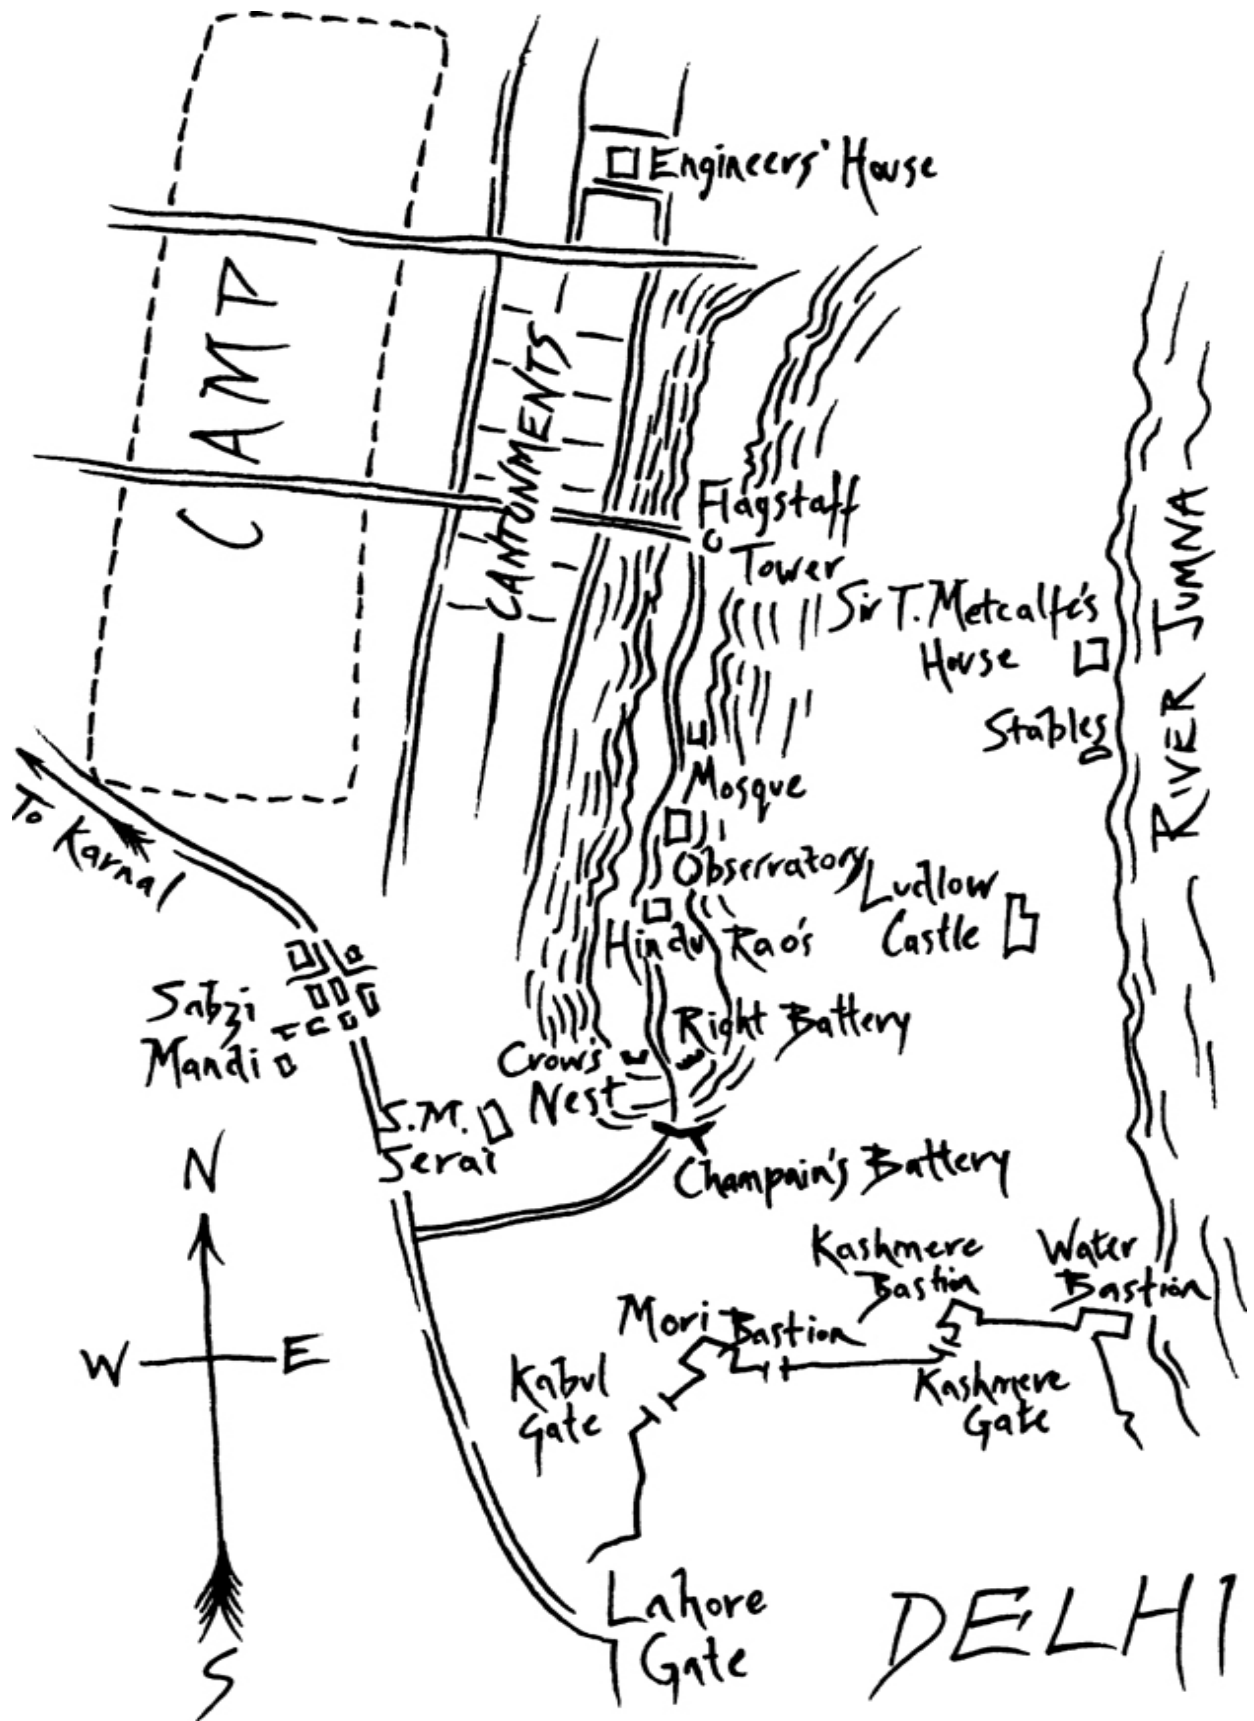 Engineers' House
CAMP
CANTONMENTS
Flagstaff
Tower
Sir T. Metcalfe's
House
Stables
RIVER JUMNA
Mosque
To Karnal
Observatory
Ludlow
Castle
Hindu Rao's
Sabzi
Mandi
Right Battery
Crow's
Nest
S.M.
Serai
Champain's Battery
N
W
E
S
Kashmere
Bastion
Water
Bastion
Mori Bastion
Kabul
Gate
Kashmere
Gate
Lahore
Gate
DELHI